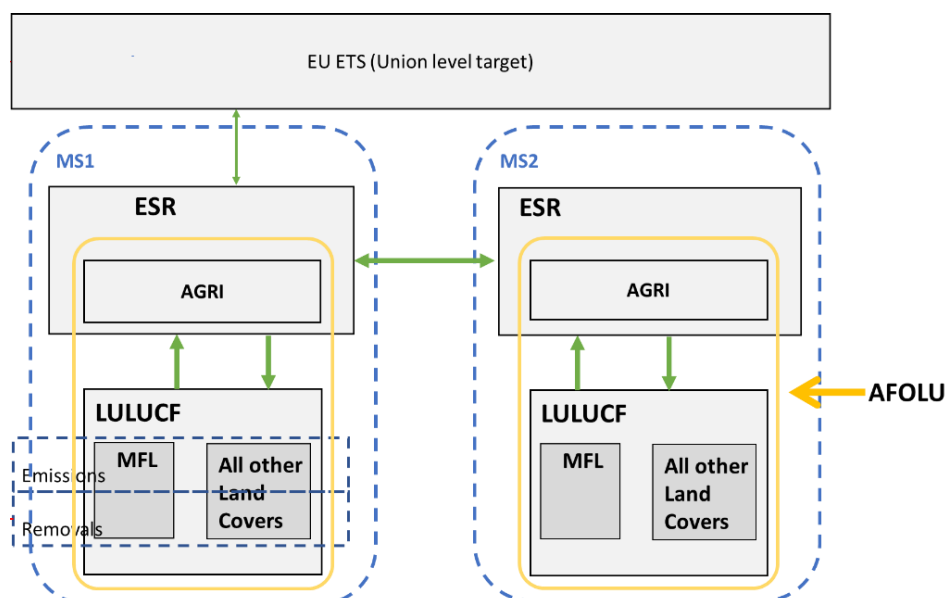 EU ETS (Union level target)
MS1
ESR
AGRI
LULUCF
MFL
All other
Land
Covers
Emissions
Removals
MS2
ESR
AGRI
LULUCF
MFL
All other
Land
Covers
AFOLU